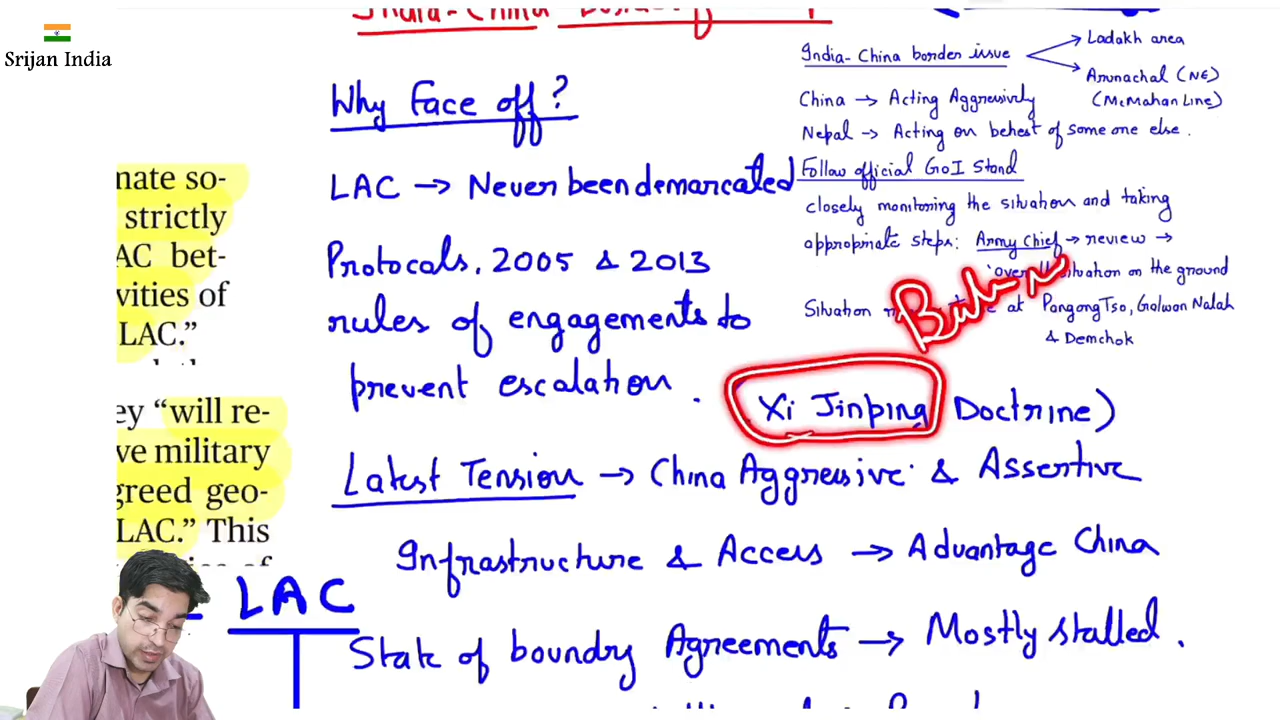 Srijan India
Why Face off?
LAC → Never been demarcated
Protocals, 2005 & 2013
rules of engagements to
prevent escalation.
Xi Jinping Doctrine)
Latest Tension → China Aggressive & Assertive
Infrastructure & Access → Advantage China
State of boundry Agreements → Mostly stalled.
India-China border issue
Ladakh area
Arunachal (NE)
(McMahan Line)
China → Acting Aggresively
Nepal → Acting on behest of some one else.
Follow official GoI Stand
closely monitoring the situation and taking
appropriate steps: Army Chief → review →
situation on the ground
Situation at Pangong Tso, Galwan Nalah
& Demchok
mate so-
strictly
AC bet-
vities of
LAC.”
ey “will re-
ve military
greed geo-
LAC.” This
LAC